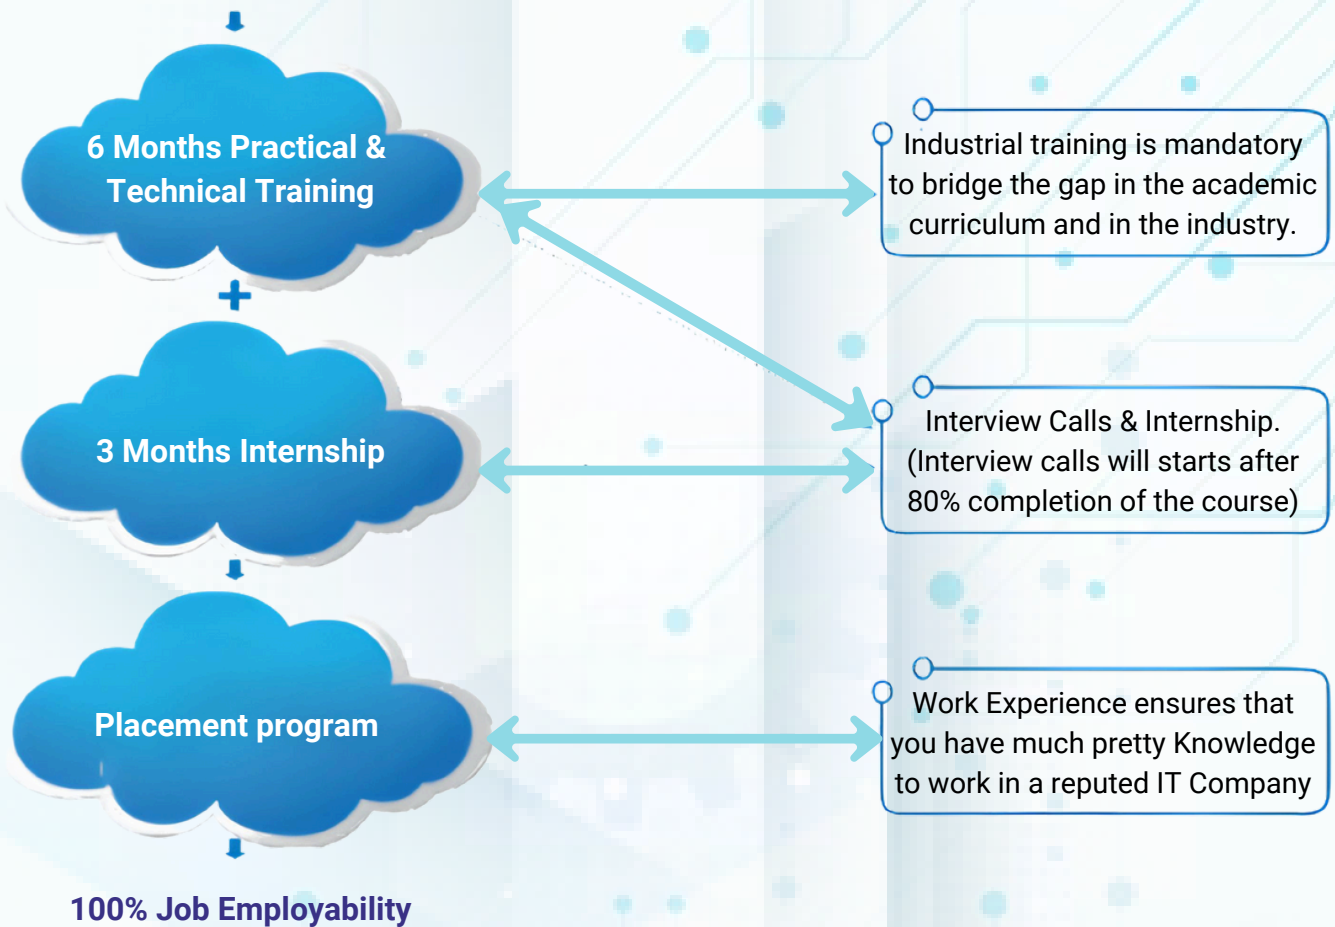 6 Months Practical &
Technical Training
Industrial training is mandatory
to bridge the gap in the academic
curriculum and in the industry.
3 Months Internship
Interview Calls & Internship.
(Interview calls will starts after
80% completion of the course)
Placement program
Work Experience ensures that
you have much pretty Knowledge
to work in a reputed IT Company
100% Job Employability